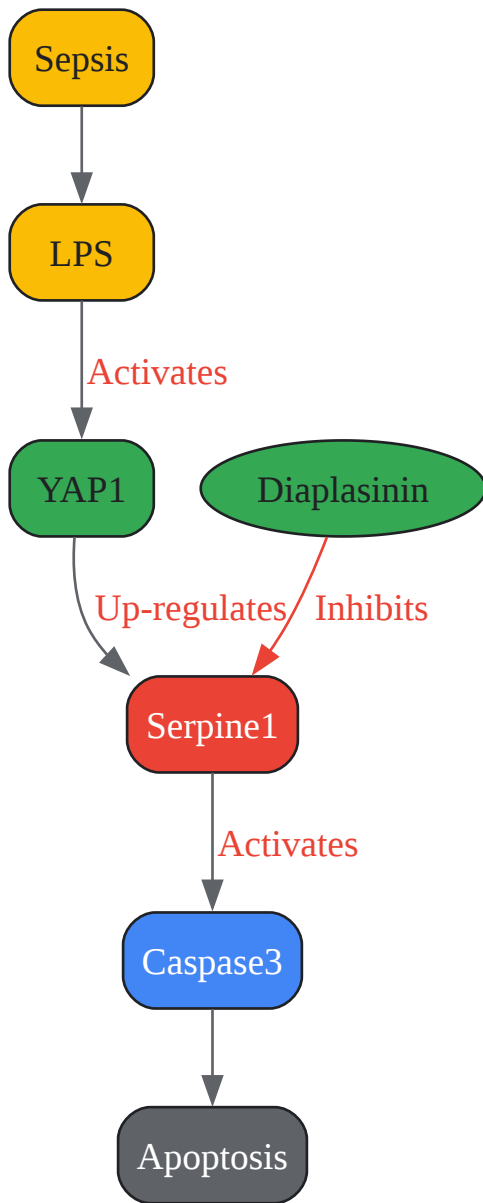 Sepsis
LPS
Activates
YAP1
Diaplasinin
Up-regulates
Inhibits
Serpine1
Activates
Caspase3
Apoptosis